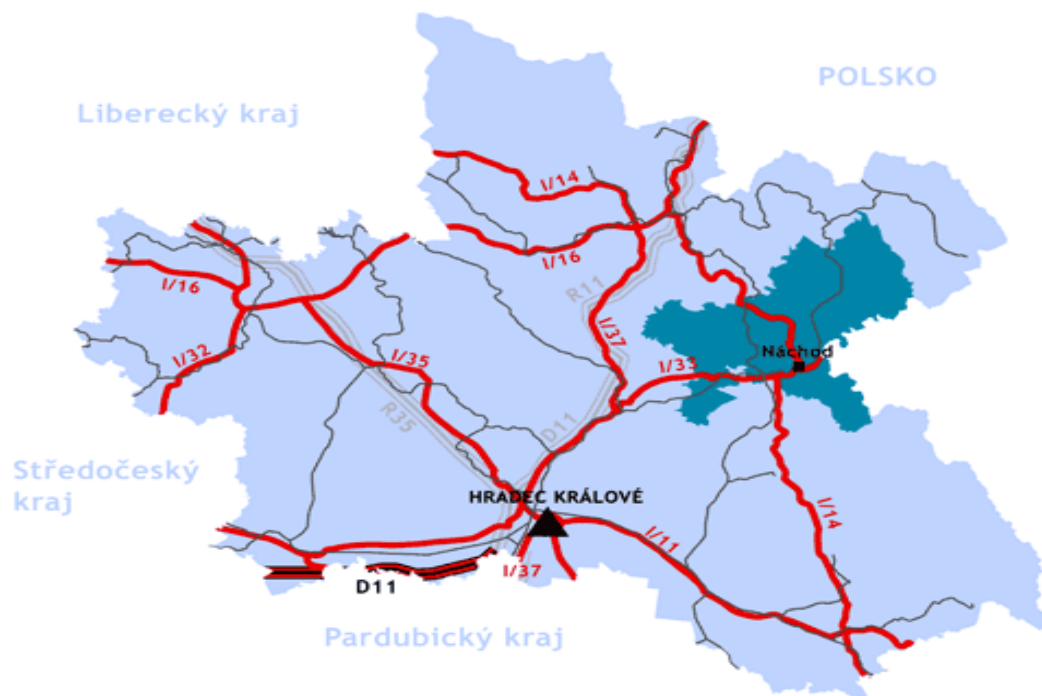 POLSKO
Liberecký kraj
I/14
I/16
I/16
R11
I/37
I/32
I/35
Náchod
I/33
R35
D11
Středočeský
kraj
HRADEC KRÁLOVÉ
I/14
I/11
I/37
D11
Pardubický kraj